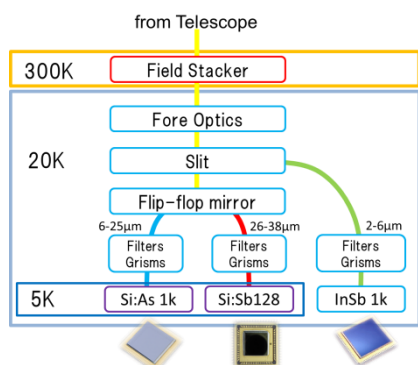 from Telescope
300K
Field Stacker
Fore Optics
20K
Slit
Flip-flop mirror
6-25μm
26-38μm
2-6μm
Filters
Grisms
Filters
Grisms
Filters
Grisms
5K
Si:As 1k
Si:Sb128
InSb 1k